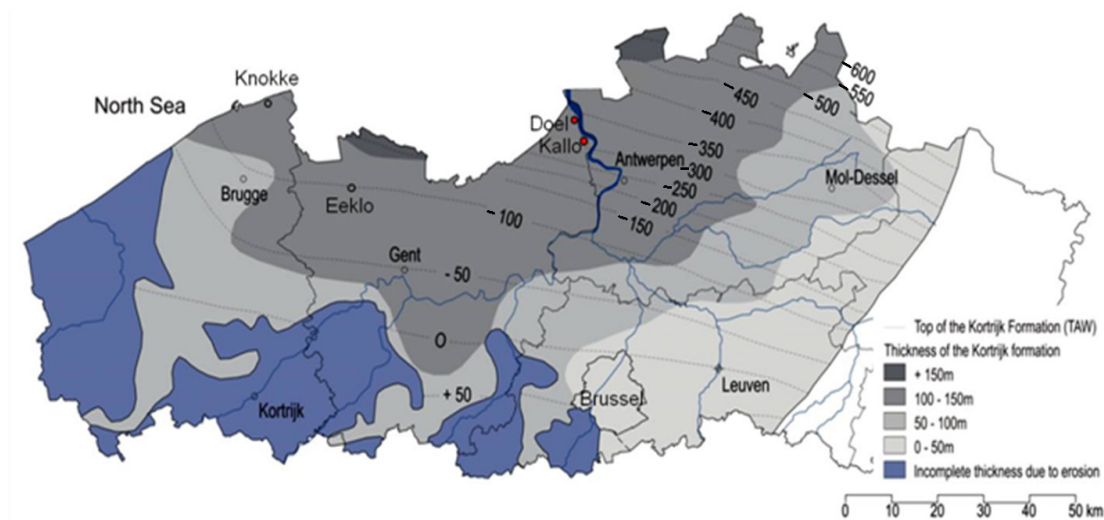 Knokke
North Sea
Brugge
Eeklo
Gent
Doel
Kallo
Antwerpen
Mol-Dessel
Kortrijk
Brussel
Leuven
-600
-550
-500
-450
-400
-350
-300
-250
-200
-150
-100
- 50
0
+ 50
Top of the Kortrijk Formation (TAW)
Thickness of the Kortrijk formation
+ 150m
100 - 150m
50 - 100m
0 - 50m
Incomplete thickness due to erosion
0 10 20 30 40 50 km